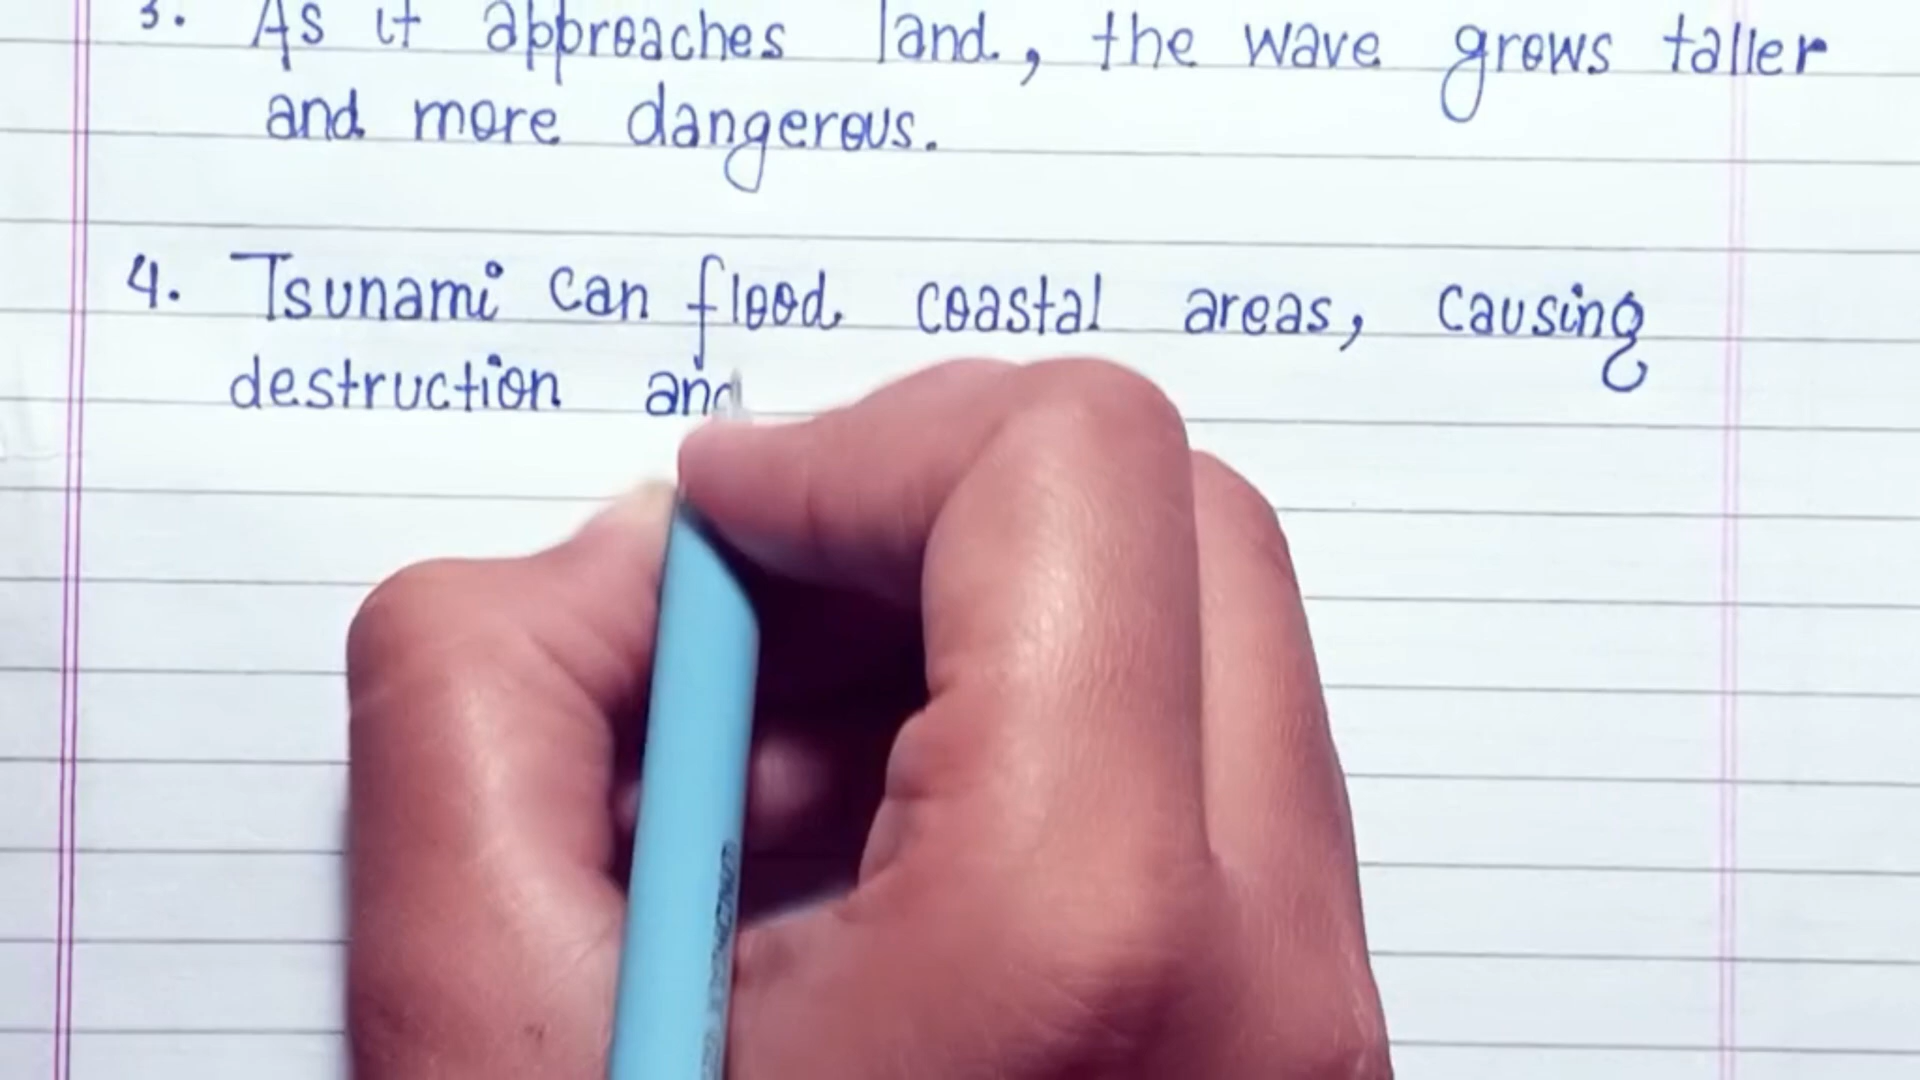 3. As it approaches land, the wave grows taller
and more dangerous.
4. Tsunami can flood coastal areas, causing
destruction and